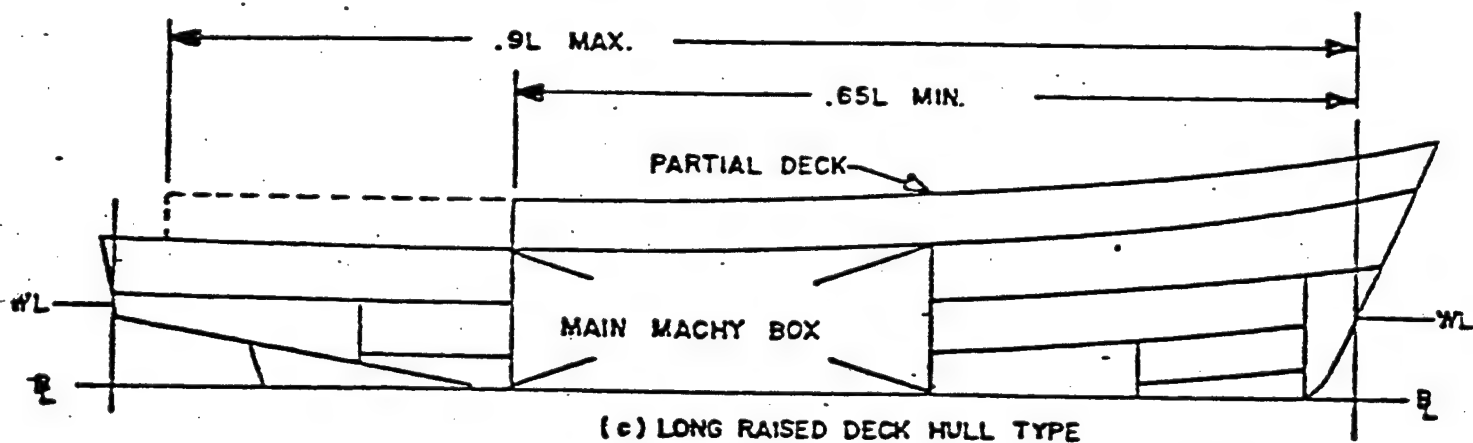 .9L MAX.
.65L MIN.
PARTIAL DECK
WL
MAIN MACHY BOX
WL
BL
BL
(c) LONG RAISED DECK HULL TYPE